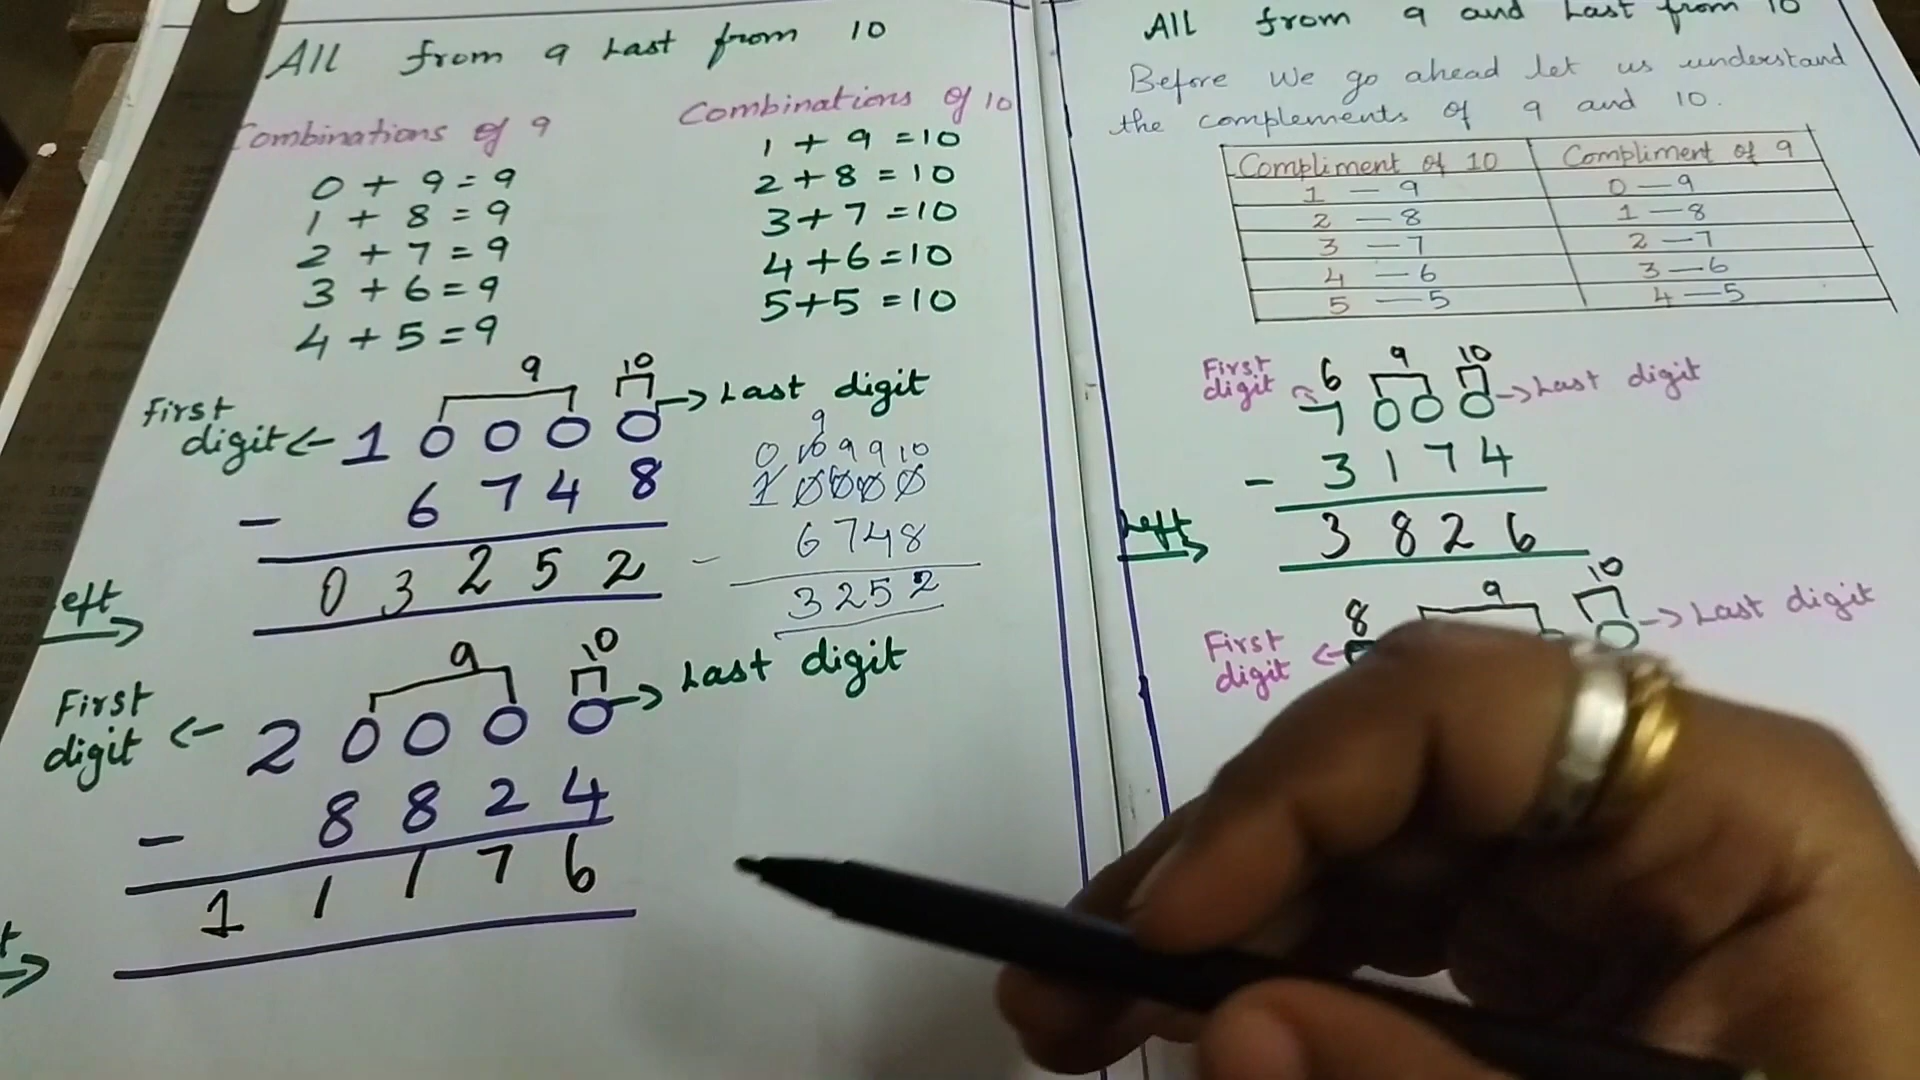 All from 9 Last from 10
Combinations of 9
0 + 9 = 9
1 + 8 = 9
2 + 7 = 9
3 + 6 = 9
4 + 5 = 9
Combinations of 10
1 + 9 = 10
2 + 8 = 10
3 + 7 = 10
4 + 6 = 10
5 + 5 = 10
9 10
First digit ← 1 0 0 0 0 → Last digit
- 6 7 4 8
0 3 2 5 2
9
0 10 9 9 10
1 0 0 0 0
- 6 7 4 8
3 2 5 2
9 10
First digit ← 2 0 0 0 0 → Last digit
- 8 8 2 4
1 1 1 7 6
All from 9 and Last from 10
Before we go ahead let us understand
the complements of 9 and 10.
Compliment of 10 Compliment of 9
1 — 9 0 — 9
2 — 8 1 — 8
3 — 7 2 — 7
4 — 6 3 — 6
5 — 5 4 — 5
6 9 10
First digit 7 0 0 0 → Last digit
- 3 1 7 4
Left → 3 8 2 6
8 9 10
First digit ← 0 → Last digit